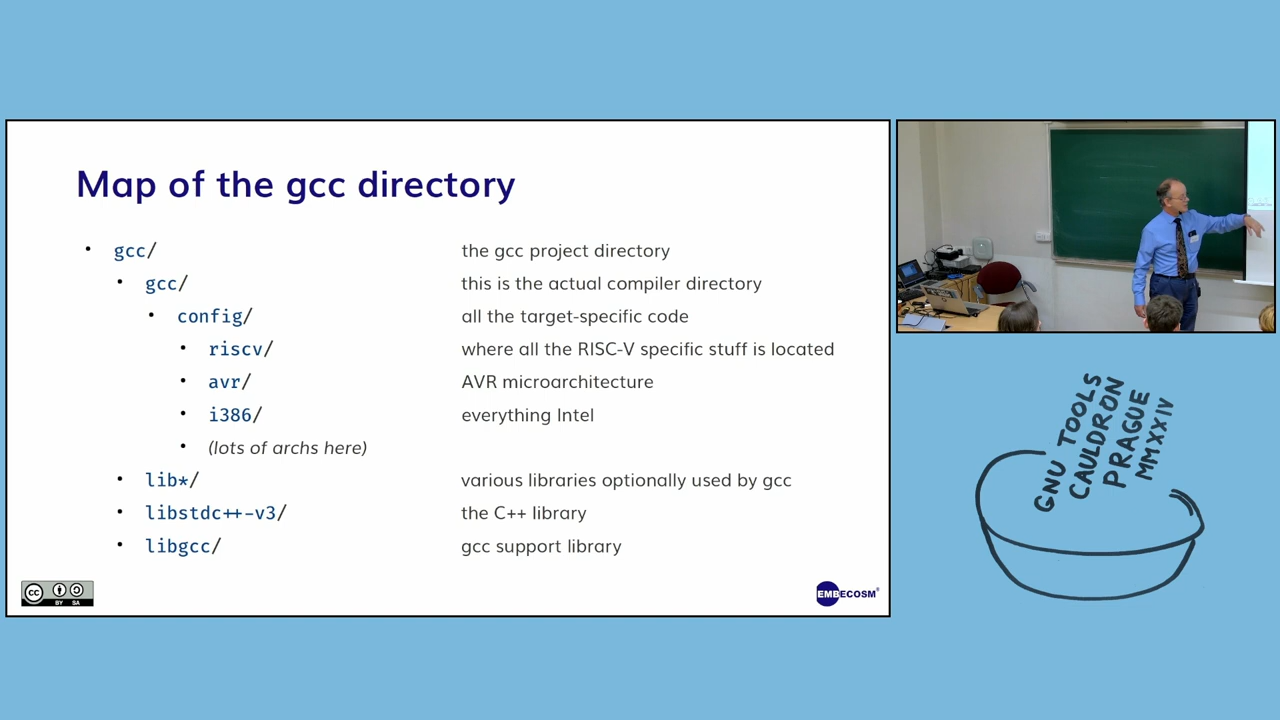 Map of the gcc directory
• gcc/ the gcc project directory
• gcc/ this is the actual compiler directory
• config/ all the target-specific code
• riscv/ where all the RISC-V specific stuff is located
• avr/ AVR microarchitecture
• i386/ everything Intel
• (lots of archs here)
• lib*/ various libraries optionally used by gcc
• libstdc++-v3/ the C++ library
• libgcc/ gcc support library
cc BY SA
EMBECOSM®
GNU TOOLS
CAULDRON
PRAGUE
MMXXIV